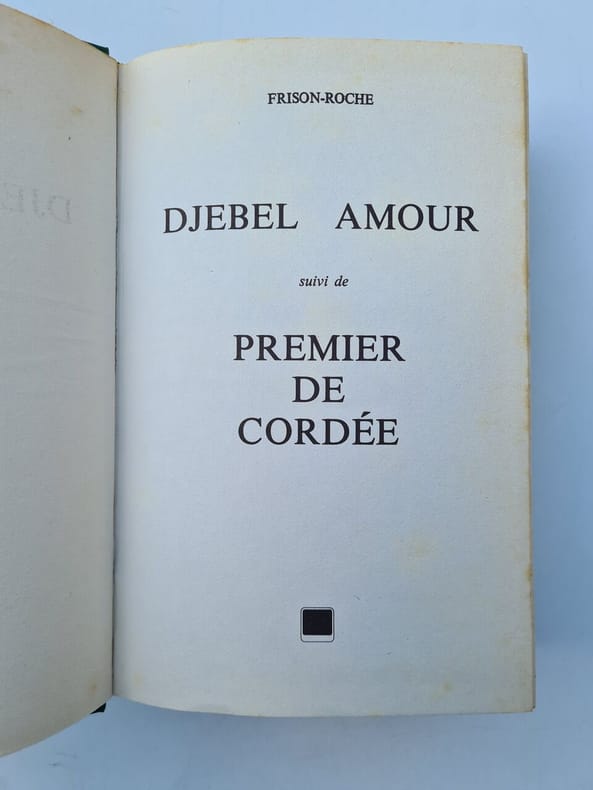 FRISON-ROCHE
DJEBEL AMOUR
suivi de
PREMIER
DE
CORDÉE